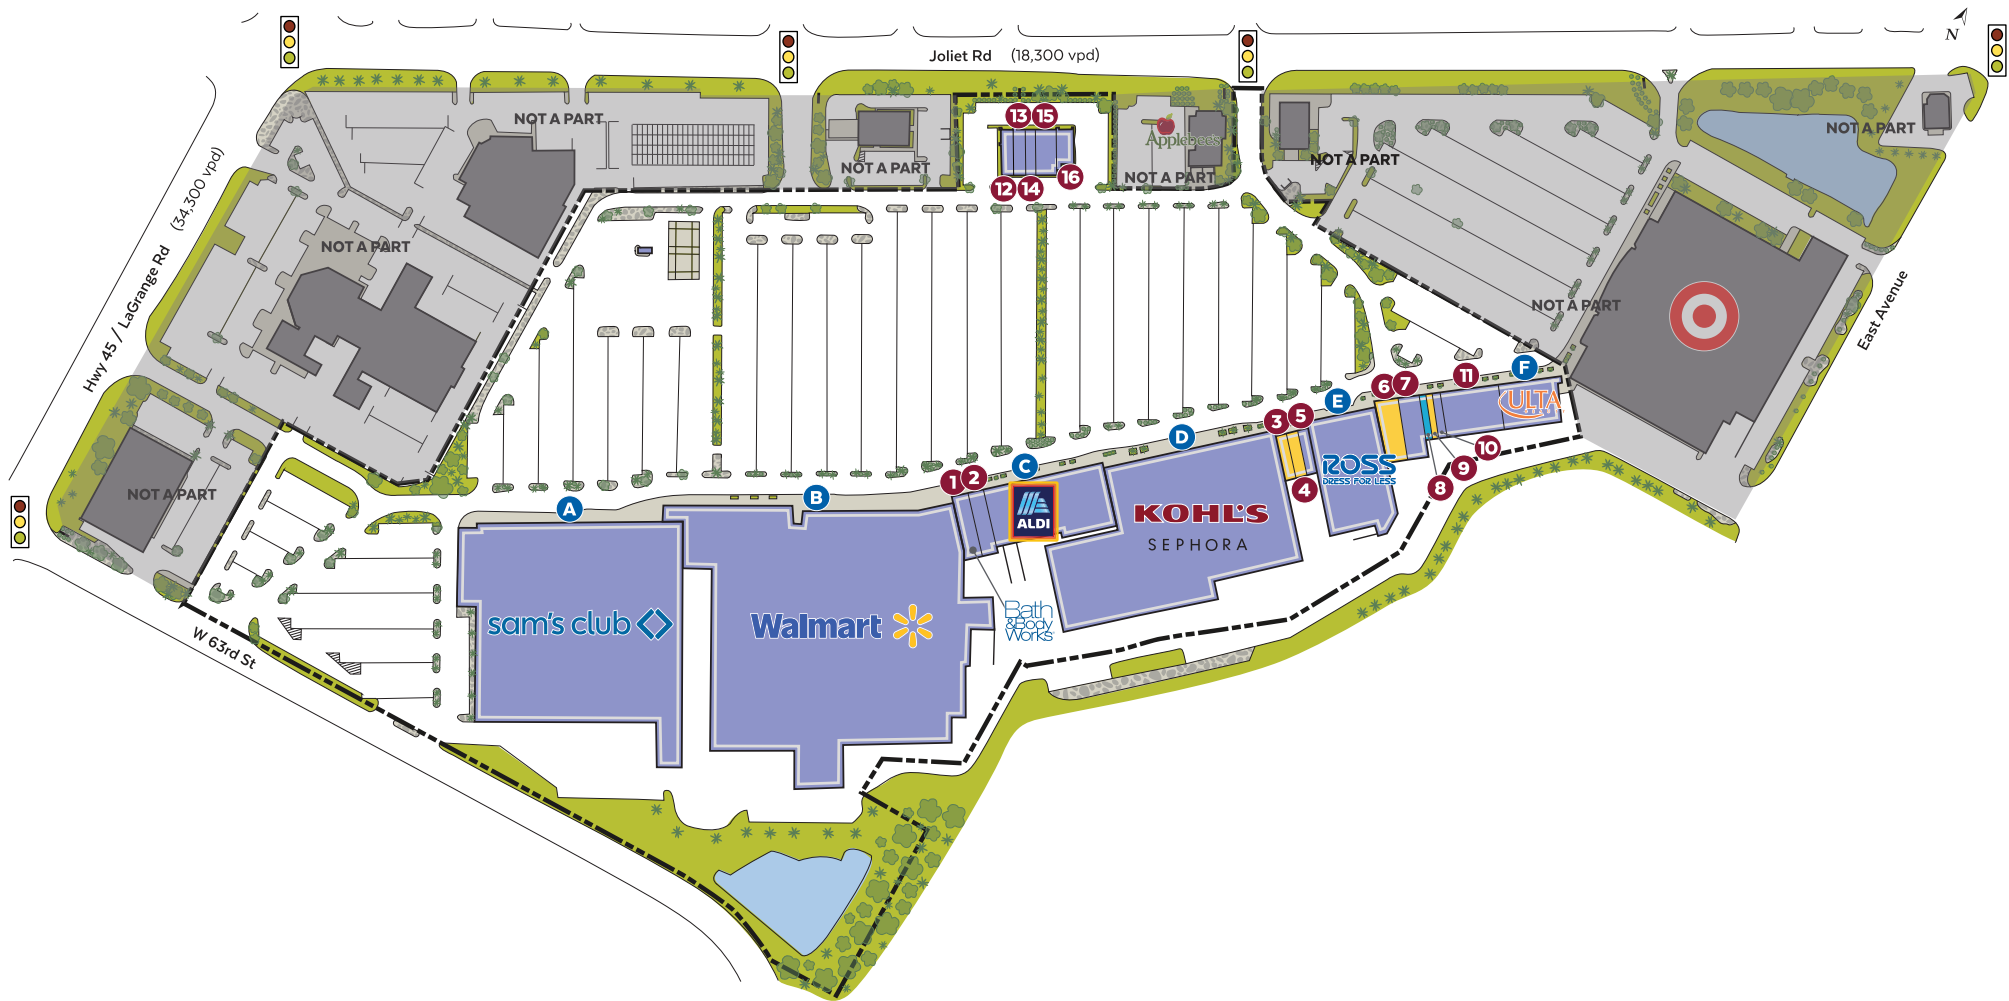 N
Joliet Rd (18,300 vpd)
NOT A PART
13
15
Applebee's
NOT A PART
NOT A PART
NOT A PART
NOT A PART
12
14
16
Hwy 45 / LaGrange Rd (34,300 vpd)
NOT A PART
NOT A PART
East Avenue
NOT A PART
W 63rd St
A
B
1
2
C
D
3
5
E
6
7
11
F
ULTA
4
8
9
10
ROSS
DRESS FOR LESS
ALDI
KOHL'S
SEPHORA
sam's club
Walmart
Bath
&Body
Works